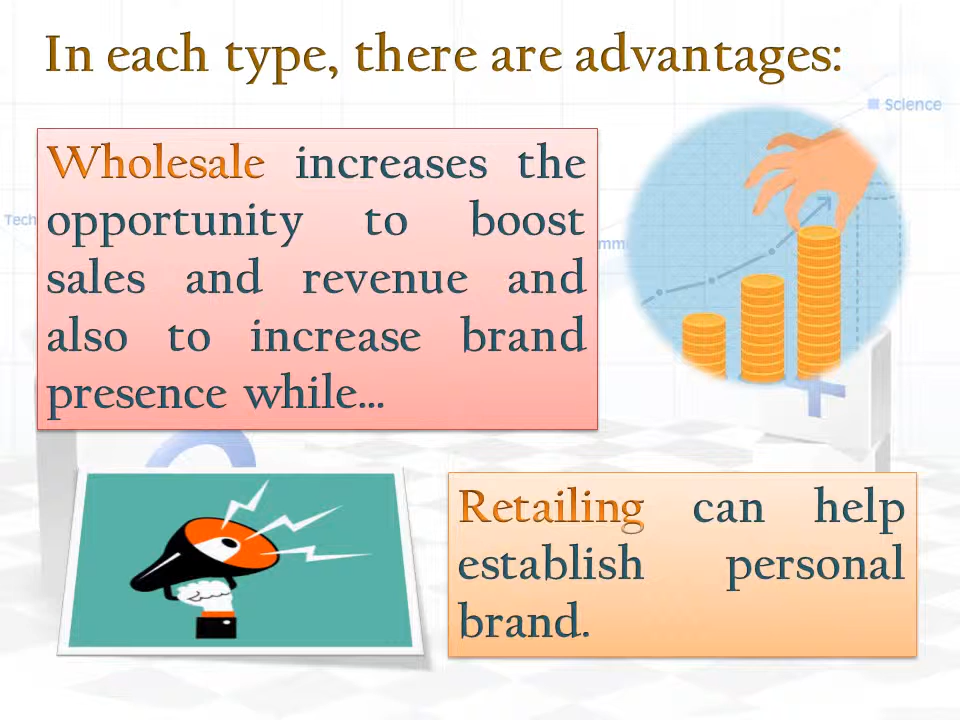 In each type, there are advantages:
Science
Wholesale increases the
opportunity to boost
sales and revenue and
also to increase brand
presence while...
Retailing can help
establish personal
brand.